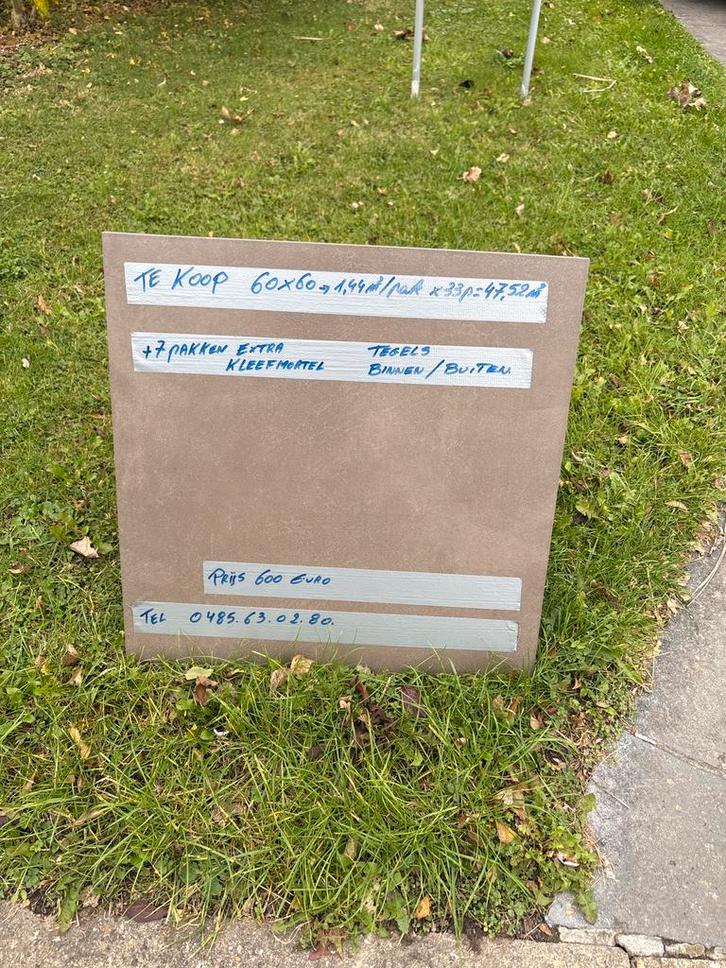 TE KOOP 60x60→1,44m²/pak x33p=47,52m²
+7 PAKKEN EXTRA TEGELS
KLEEFMORTEL BINNEN/BUITEN
PRIJS 600 EURO
TEL 0485.63.02.80.